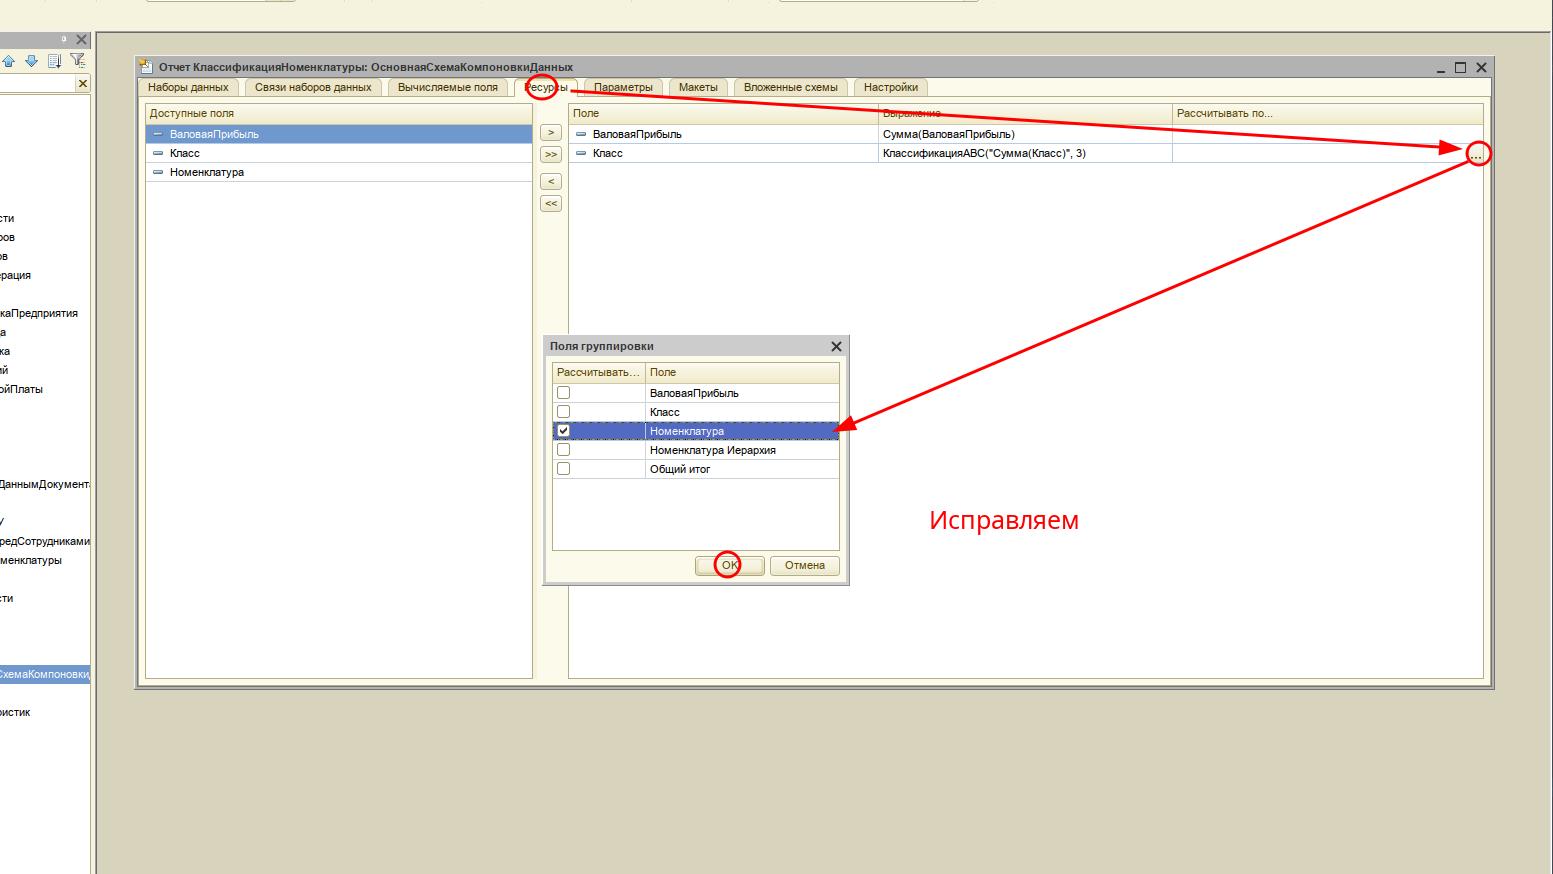 Отчет КлассификацияНоменклатуры: ОсновнаяСхемаКомпоновкиДанных
Наборы данных Связи наборов данных Вычисляемые поля Ресурсы Параметры Макеты Вложенные схемы Настройки
Доступные поля
ВаловаяПрибыль
Класс
Номенклатура
>
>>
<
<<
Поле Выражение Рассчитывать по...
ВаловаяПрибыль Сумма(ВаловаяПрибыль)
Класс КлассификацияABC("Сумма(Класс)", 3) ...
Поля группировки
Рассчитывать... Поле
ВаловаяПрибыль
Класс
Номенклатура
Номенклатура Иерархия
Общий итог
OK Отмена
Исправляем
сти
ров
ов
ерация
каПредприятия
да
ка
ий
ойПлаты
ДаннымДокумент
У
редСотрудниками
менклатуры
сти
СхемаКомпоновки
ристик